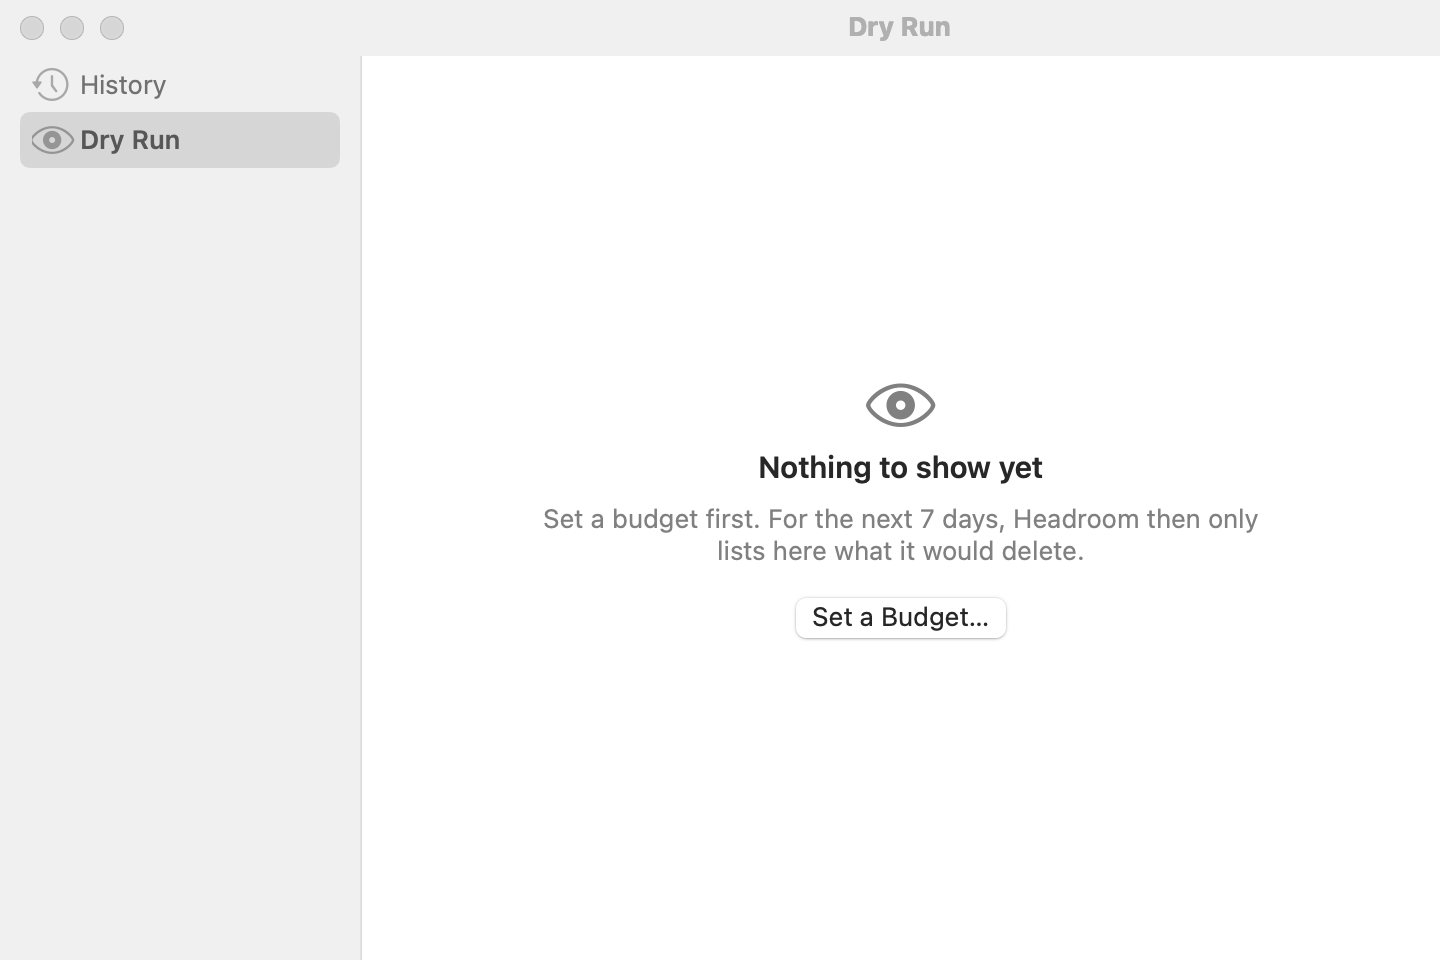 Dry Run
History
Dry Run
Nothing to show yet
Set a budget first. For the next 7 days, Headroom then only
lists here what it would delete.
Set a Budget...